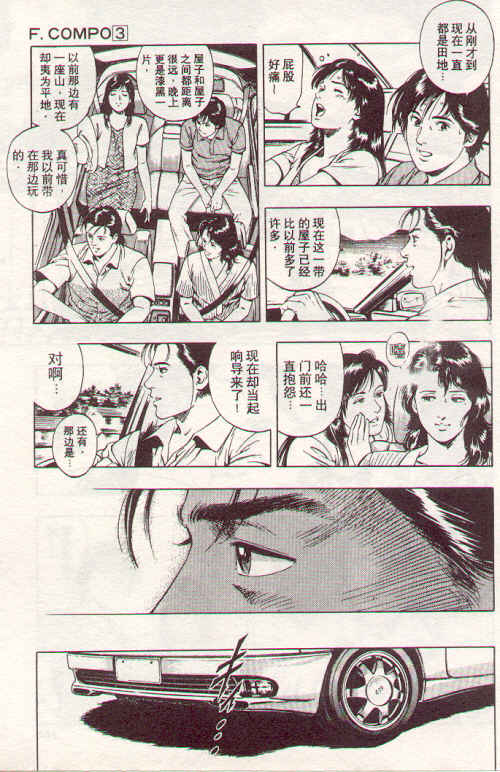 F. COMPO 3
从刚才到
现在一直
都是田地…
屁股
好痛～
屋子和屋子
之间都距离
很远，晚上
更是漆黑一
片．
以前那边有
一座山，现在
却夷为平地，
真可惜，
我以前带
在那边玩
的．
现在这一带
的屋子已经
比以前多了
许多．
哈哈…出
门前还一
直抱怨…
嘻
现在却当起
响导来了！
对啊…
还有，
那边是…